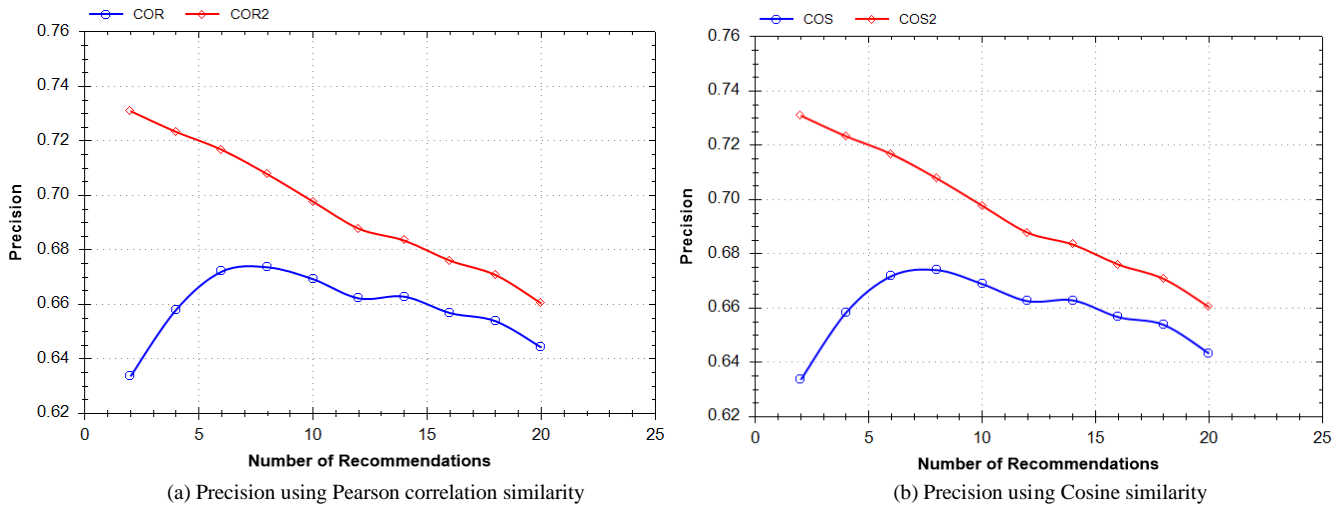 COR COR2
0.76
0.74
0.72
0.70
0.68
0.66
0.64
0.62
Precision
0 5 10 15 20 25
Number of Recommendations
(a) Precision using Pearson correlation similarity
COS COS2
0.76
0.74
0.72
0.70
0.68
0.66
0.64
0.62
Precision
0 5 10 15 20 25
Number of Recommendations
(b) Precision using Cosine similarity